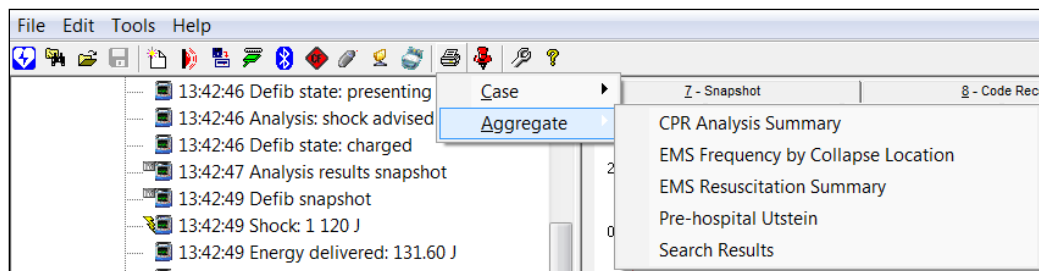 File Edit Tools Help
13:42:46 Defib state: presenting
13:42:46 Analysis: shock advised
13:42:46 Defib state: charged
13:42:47 Analysis results snapshot
13:42:49 Defib snapshot
13:42:49 Shock: 1 120 J
13:42:49 Energy delivered: 131.60 J
Case
Aggregate
7 - Snapshot
8 - Code Rec
2
0
CPR Analysis Summary
EMS Frequency by Collapse Location
EMS Resuscitation Summary
Pre-hospital Utstein
Search Results